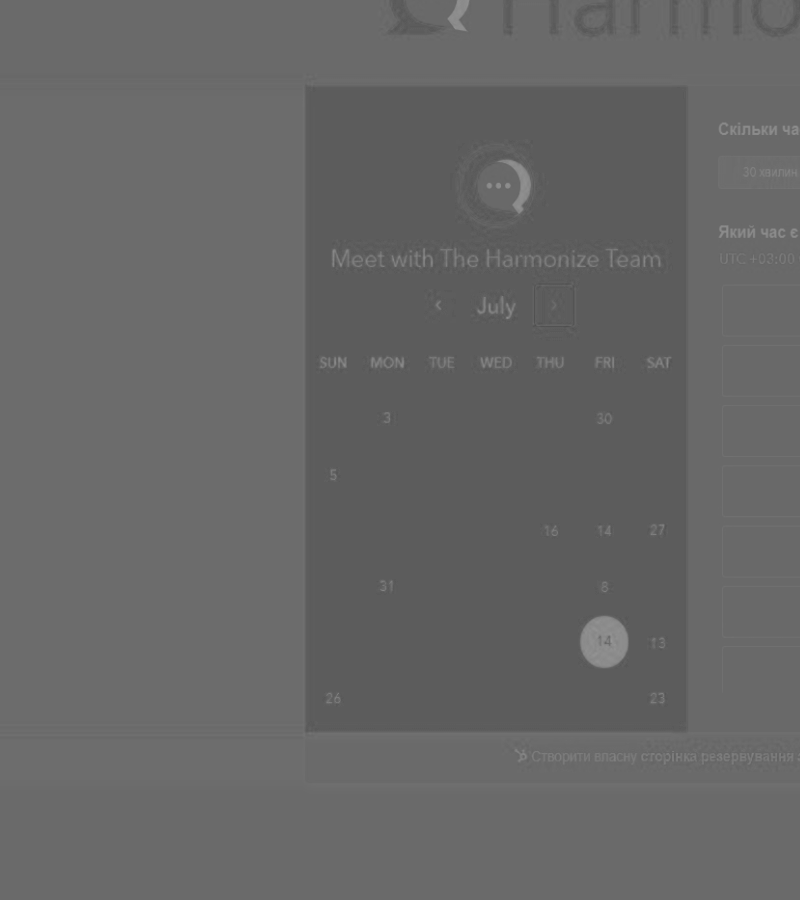 Harmo
Скільки ча
30 хвилин
Meet with The Harmonize Team
Який час є
UTC +03:00
July
SUN MON TUE WED THU FRI SAT
3 30
5
16 14 27
31 8
14 13
26 23
Створити власну сторінка резервування з